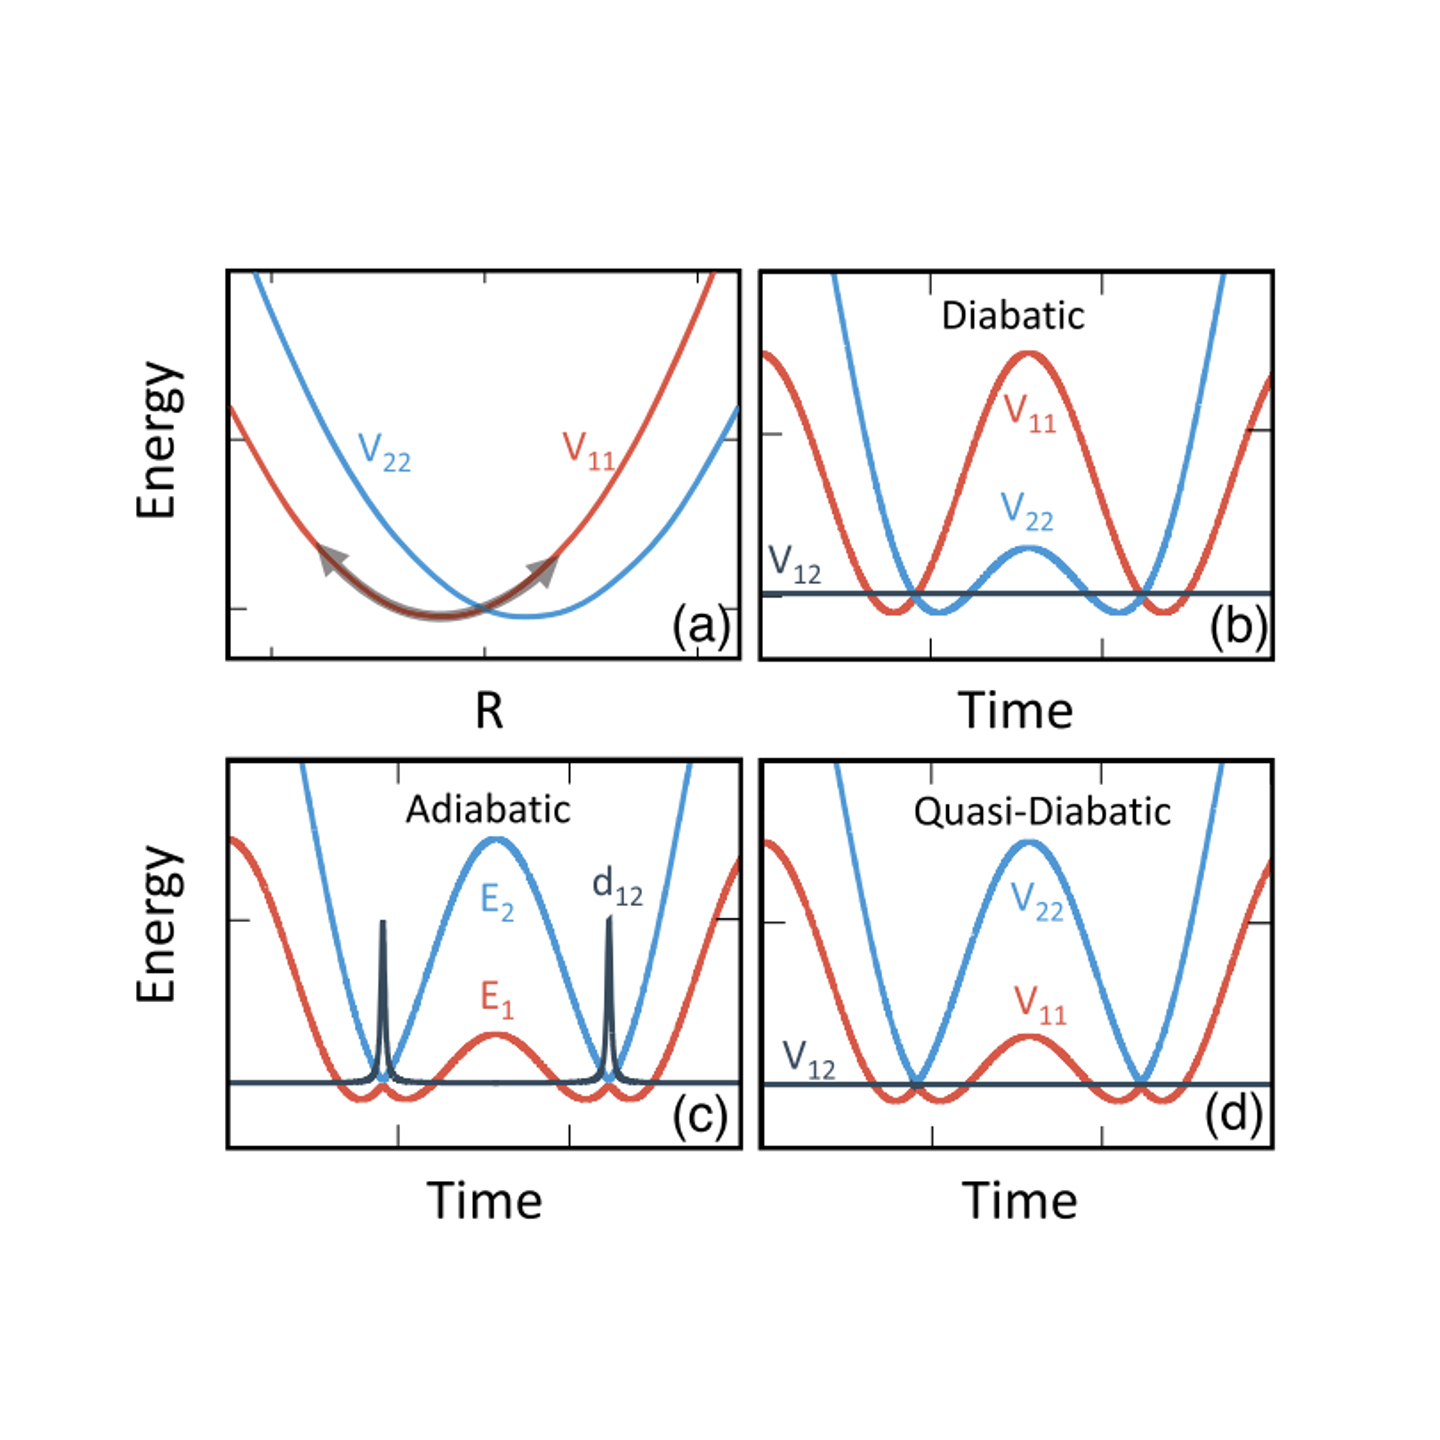 Energy
V22
V11
(a)
R
Diabatic
V11
V22
V12
(b)
Time
Energy
Adiabatic
d12
E2
E1
(c)
Time
Quasi-Diabatic
V22
V11
V12
(d)
Time